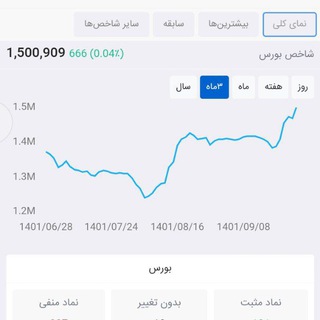 نمای کلی بیشترین‌ها سابقه سایر شاخص‌ها
شاخص بورس 1,500,909 666 (0.04٪)
روز هفته ماه ۳ماه سال
1.5M
1.4M
1.3M
1.2M
1401/06/28 1401/07/24 1401/08/16 1401/09/08
بورس
نماد مثبت بدون تغییر نماد منفی